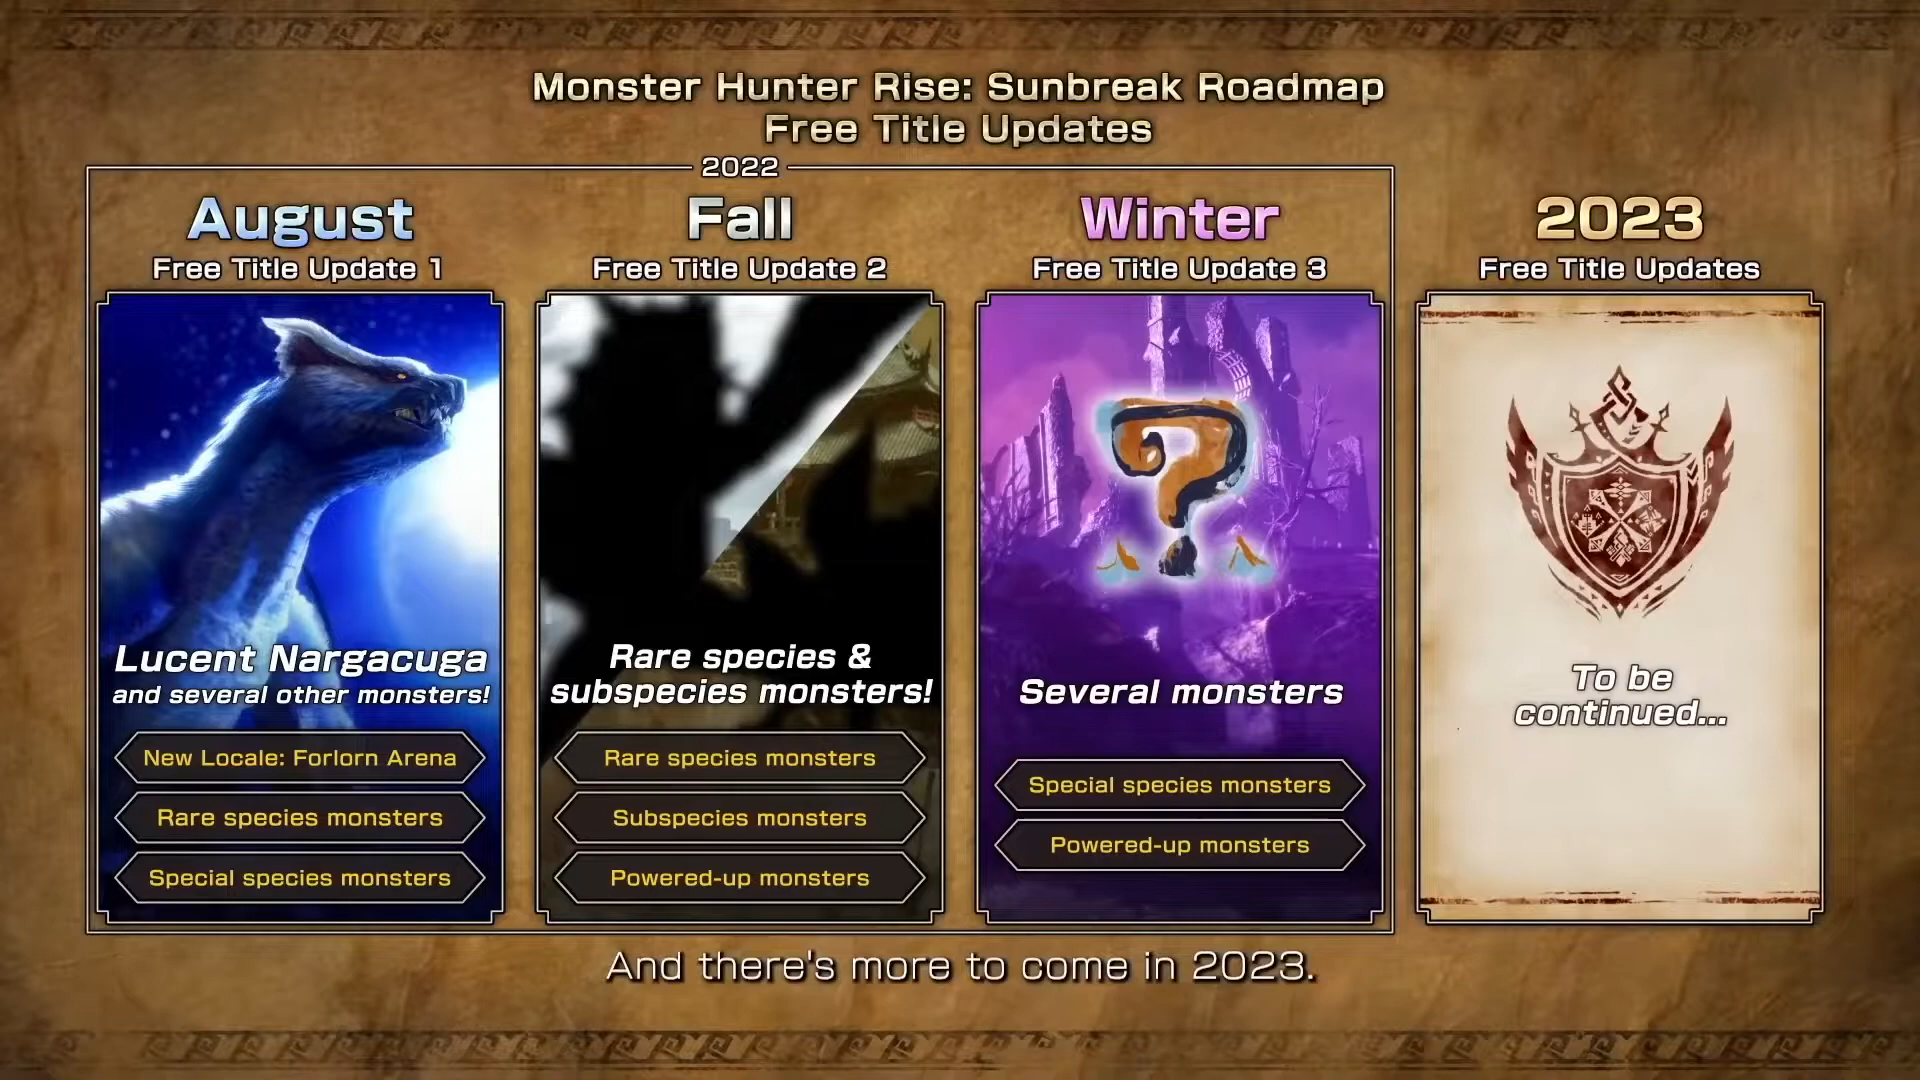 Monster Hunter Rise: Sunbreak Roadmap
Free Title Updates
2022
August
Free Title Update 1
Lucent Nargacuga
and several other monsters!
New Locale: Forlorn Arena
Rare species monsters
Special species monsters
Fall
Free Title Update 2
Rare species &
subspecies monsters!
Rare species monsters
Subspecies monsters
Powered-up monsters
Winter
Free Title Update 3
?
Several monsters
Special species monsters
Powered-up monsters
2023
Free Title Updates
To be
continued...
And there's more to come in 2023.